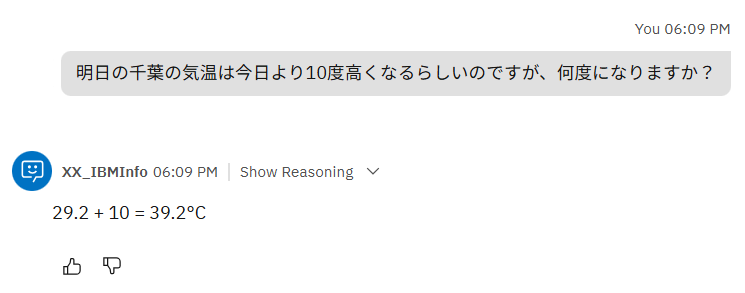 You 06:09 PM
明日の千葉の気温は今日より10度高くなるらしいのですが、何度になりますか？
XX_IBMInfo 06:09 PM | Show Reasoning
29.2 + 10 = 39.2°C